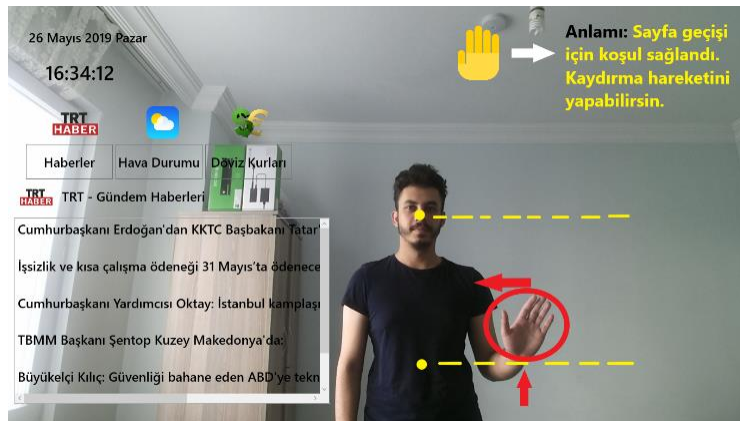 26 Mayıs 2019 Pazar
16:34:12
Anlamı: Sayfa geçişi
için koşul sağlandı.
Kaydırma hareketini
yapabilirsin.
TRT
HABER
Haberler
Hava Durumu
Döviz Kurları
TRT
HABER
TRT - Gündem Haberleri
Cumhurbaşkanı Erdoğan'dan KKTC Başbakanı Tatar'
İşsizlik ve kısa çalışma ödeneği 31 Mayıs'ta ödenece
Cumhurbaşkanı Yardımcısı Oktay: İstanbul kamplaşı
TBMM Başkanı Şentop Kuzey Makedonya'da:
Büyükelçi Kılıç: Güvenliği bahane eden ABD'ye tekn